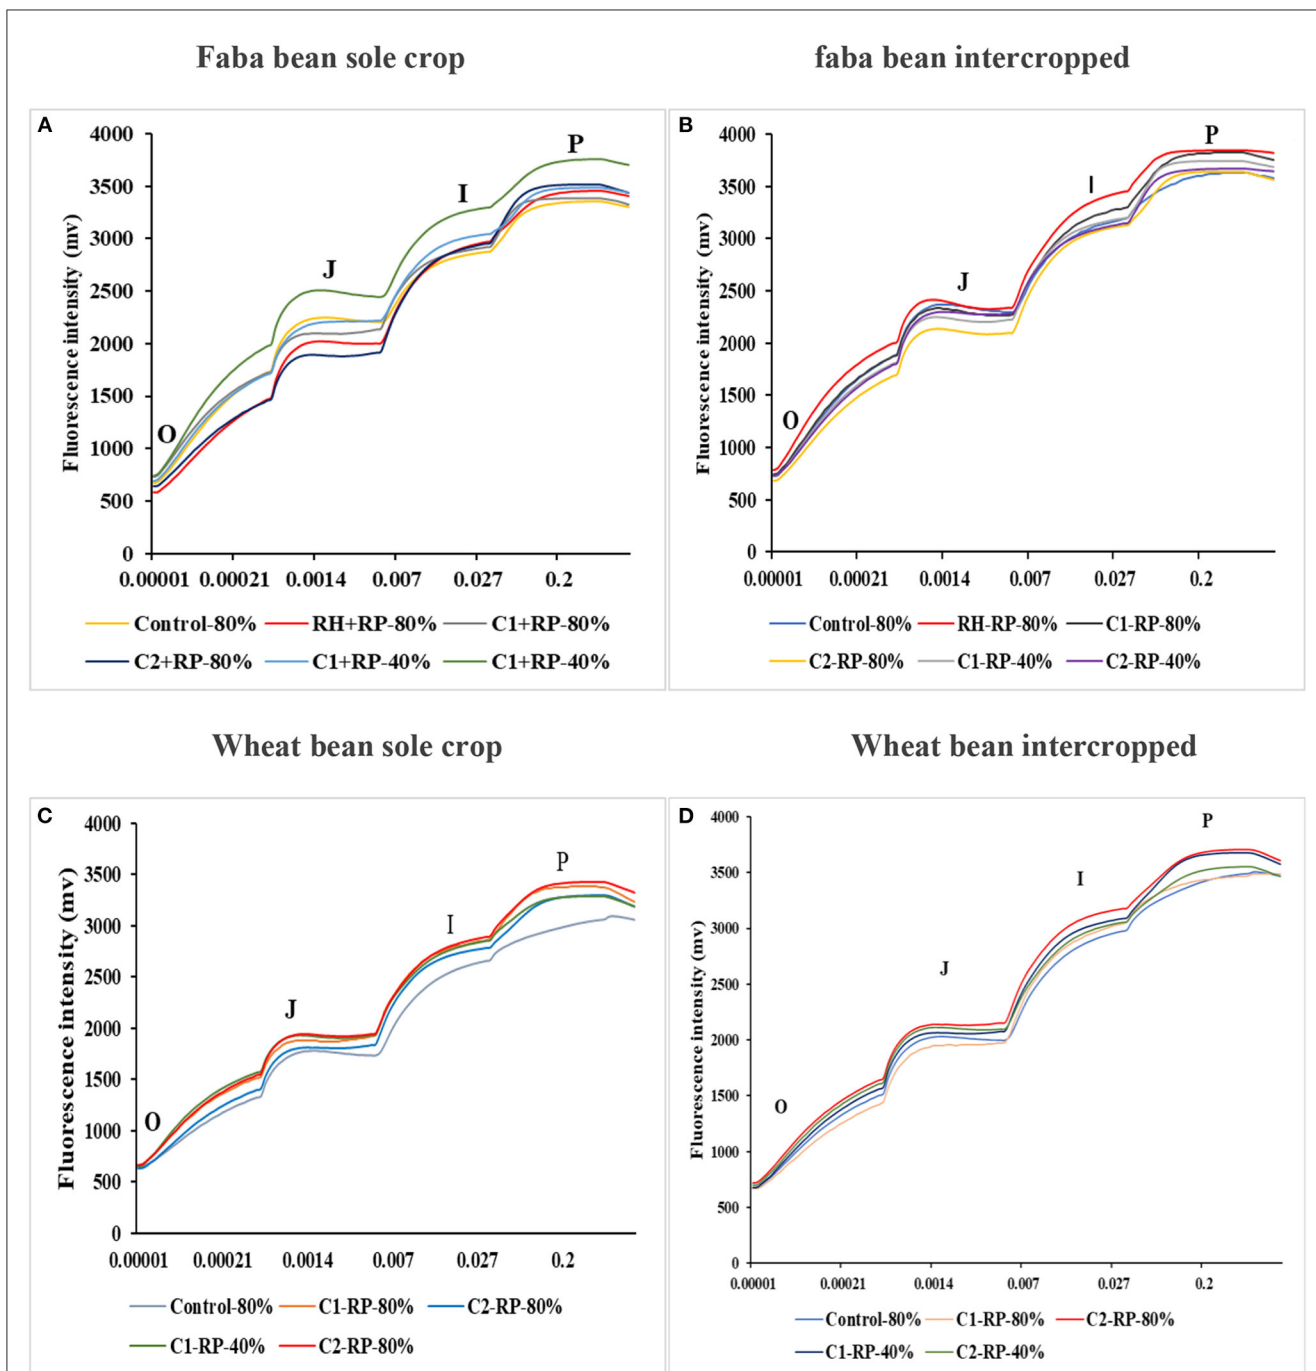 Faba bean sole crop
faba bean intercropped
A
Fluorescence intensity (mv)
4000
3500
3000
2500
2000
1500
1000
500
0
O
J
I
P
0.00001 0.00021 0.0014 0.007 0.027 0.2
Control-80% RH+RP-80% C1+RP-80%
C2+RP-80% C1+RP-40% C1+RP-40%
B
Fluorescence intensity (mv)
4000
3500
3000
2500
2000
1500
1000
500
0
O
J
I
P
0.00001 0.00021 0.0014 0.007 0.027 0.2
Control-80% RH-RP-80% C1-RP-80%
C2-RP-80% C1-RP-40% C2-RP-40%
Wheat bean sole crop
Wheat bean intercropped
C
Fluorescence intensity (mv)
4000
3500
3000
2500
2000
1500
1000
500
0
O
J
I
P
0.00001 0.00021 0.0014 0.007 0.027 0.2
Control-80% C1-RP-80% C2-RP-80%
C1-RP-40% C2-RP-80%
D
Fluorescence intensity (mv)
4000
3500
3000
2500
2000
1500
1000
500
0
O
J
I
P
0.00001 0.00021 0.0014 0.007 0.027 0.2
Control-80% C1-RP-80% C2-RP-80%
C1-RP-40% C2-RP-40%